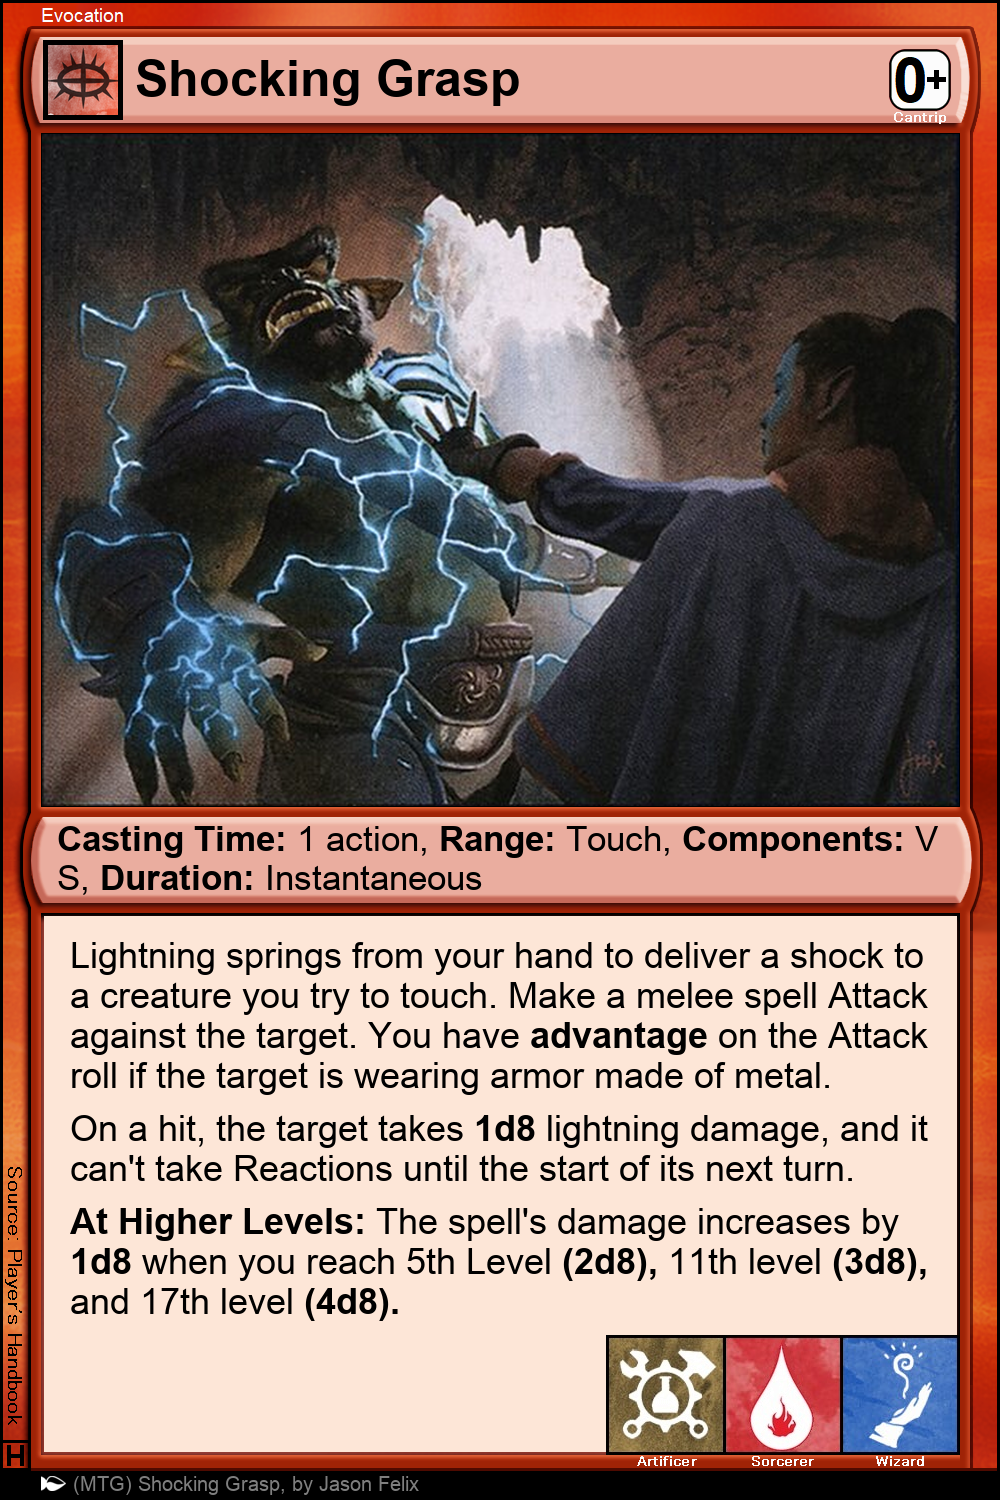 Evocation
Shocking Grasp
0+
Cantrip
Casting Time: 1 action, Range: Touch, Components: V
S, Duration: Instantaneous
Lightning springs from your hand to deliver a shock to
a creature you try to touch. Make a melee spell Attack
against the target. You have advantage on the Attack
roll if the target is wearing armor made of metal.
On a hit, the target takes 1d8 lightning damage, and it
can't take Reactions until the start of its next turn.
At Higher Levels: The spell's damage increases by
1d8 when you reach 5th Level (2d8), 11th level (3d8),
and 17th level (4d8).
Artificer
Sorcerer
Wizard
Source: Player's Handbook
H
(MTG) Shocking Grasp, by Jason Felix